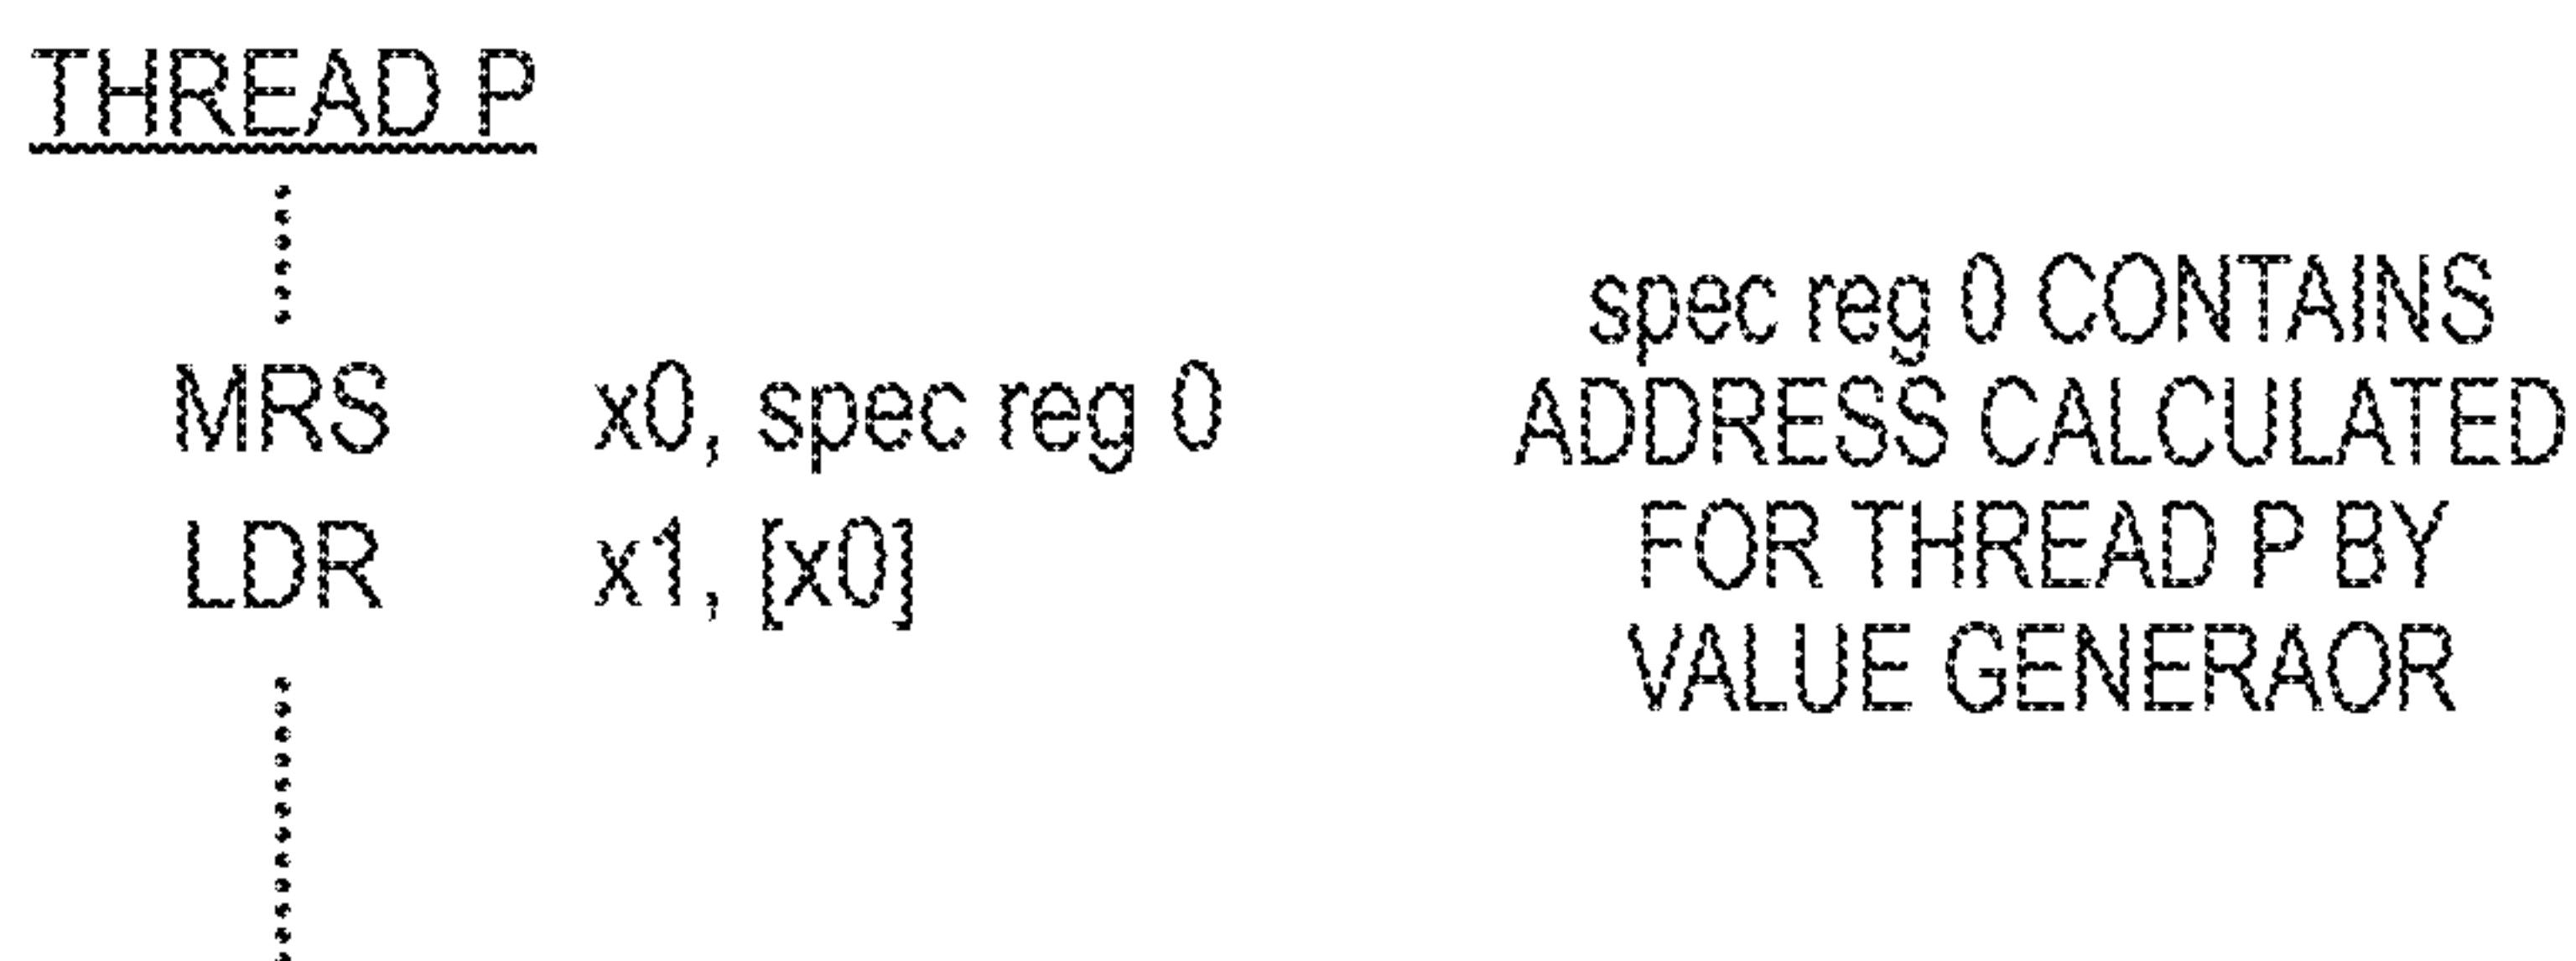 THREAD P
MRS x0, spec reg 0
LDR x1, [x0]
spec reg 0 CONTAINS
ADDRESS CALCULATED
FOR THREAD P BY
VALUE GENERAOR